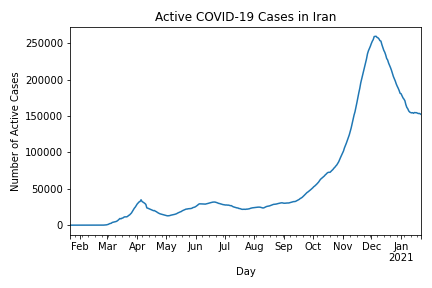 Active COVID-19 Cases in Iran
Number of Active Cases
250000
200000
150000
100000
50000
0
Feb Mar Apr May Jun Jul Aug Sep Oct Nov Dec Jan
2021
Day